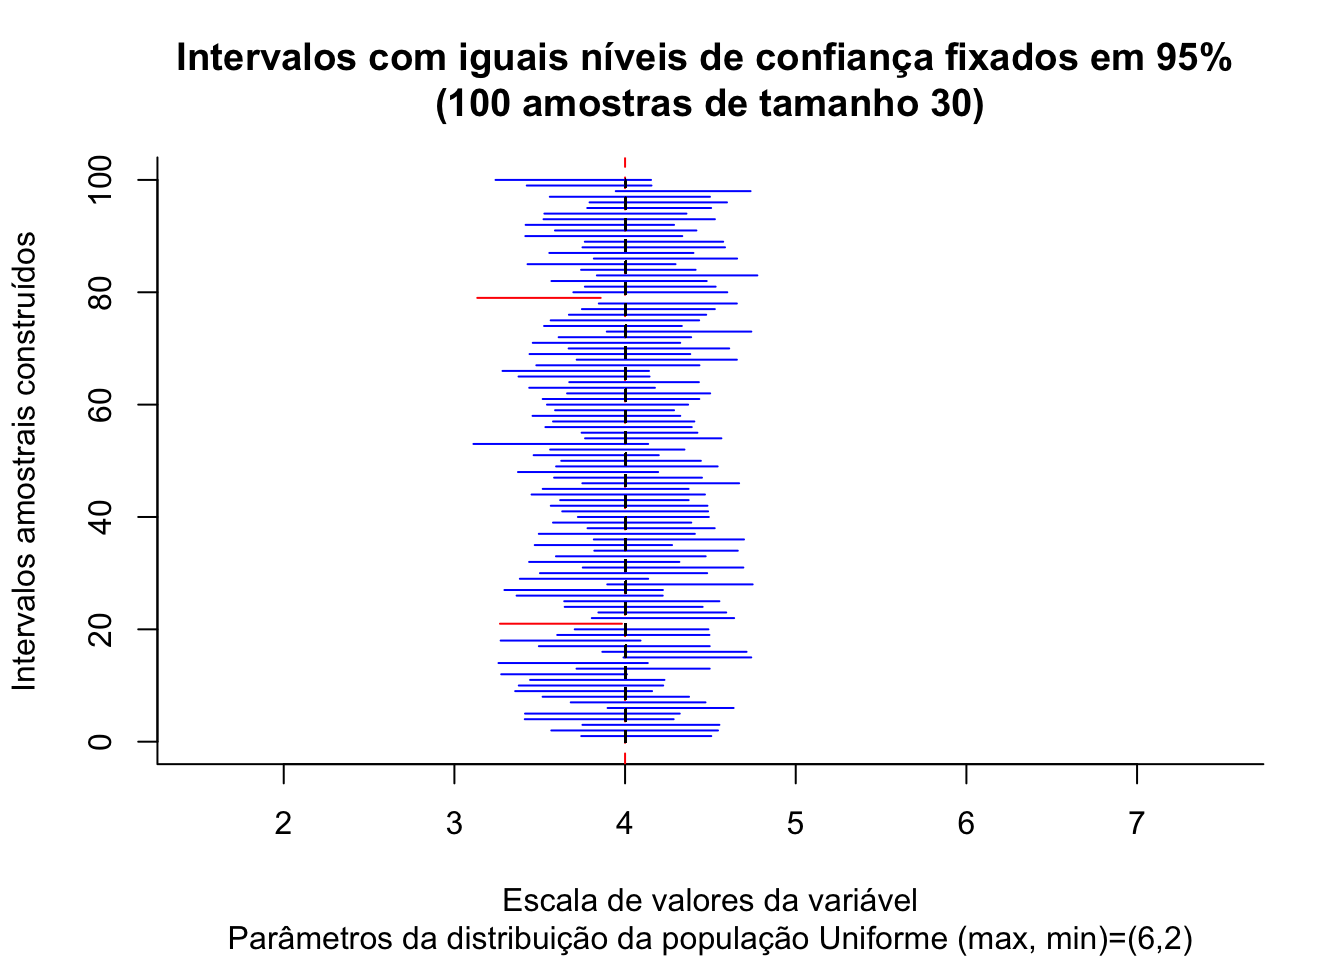 Intervalos com iguais níveis de confiança fixados em 95%
(100 amostras de tamanho 30)
Intervalos amostrais construídos
100
80
60
40
20
0
2 3 4 5 6 7
Escala de valores da variável
Parâmetros da distribuição da população Uniforme (max, min)=(6,2)